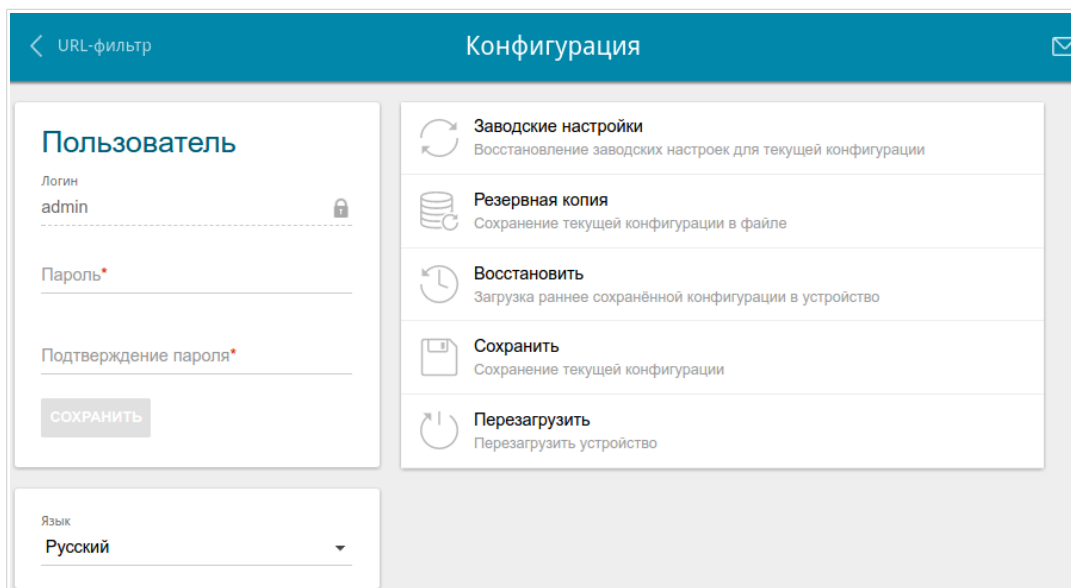 URL-фильтр
Конфигурация
Пользователь
Логин
admin
Пароль*
Подтверждение пароля*
СОХРАНИТЬ
Язык
Русский
Заводские настройки
Восстановление заводских настроек для текущей конфигурации
Резервная копия
Сохранение текущей конфигурации в файле
Восстановить
Загрузка раннее сохранённой конфигурации в устройство
Сохранить
Сохранение текущей конфигурации
Перезагрузить
Перезагрузить устройство